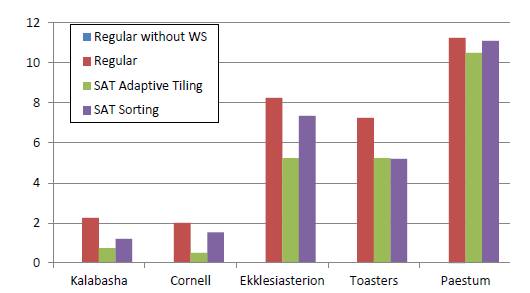 12
10
8
6
4
2
0
Regular without WS
Regular
SAT Adaptive Tiling
SAT Sorting
Kalabasha Cornell Ekklesiasterion Toasters Paestum